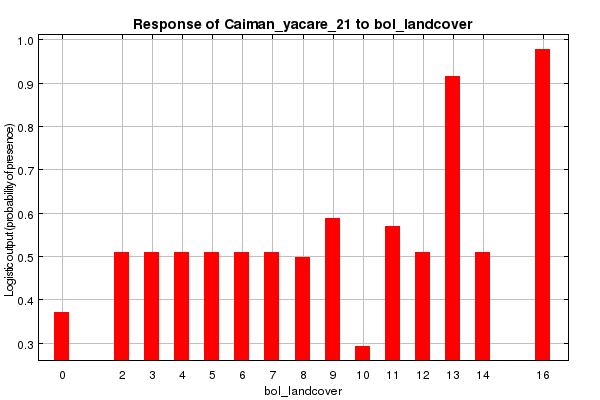 Response of Caiman_yacare_21 to bol_landcover
Logistic output (probability of presence)
1.0
0.9
0.8
0.7
0.6
0.5
0.4
0.3
0 2 3 4 5 6 7 8 9 10 11 12 13 14 16
bol_landcover